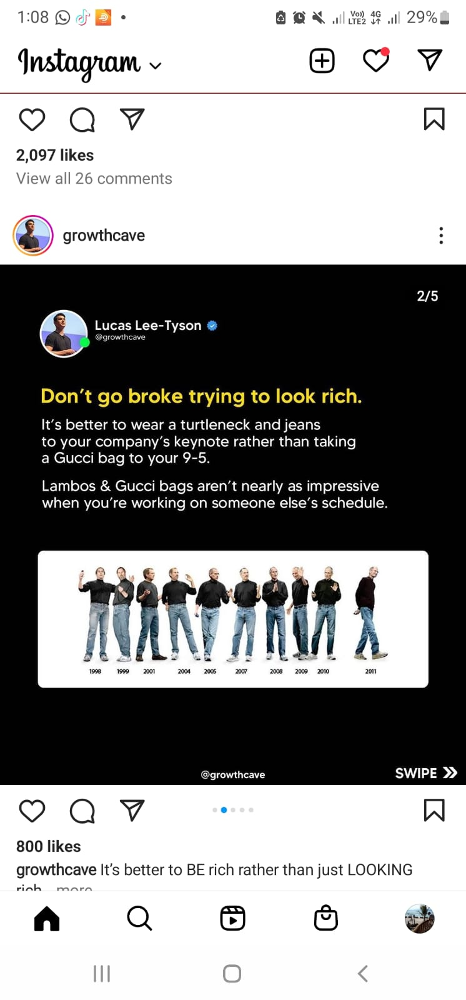 1:08
Vo)) 4G 29%
LTE2
Instagram
2,097 likes
View all 26 comments
growthcave
2/5
Lucas Lee-Tyson
@growthcave
Don't go broke trying to look rich.
It's better to wear a turtleneck and jeans
to your company's keynote rather than taking
a Gucci bag to your 9-5.
Lambos & Gucci bags aren't nearly as impressive
when you're working on someone else's schedule.
1998 1999 2001 2004 2005 2007 2008 2009 2010 2011
@growthcave
SWIPE
800 likes
growthcave It's better to BE rich rather than just LOOKING
rich... more